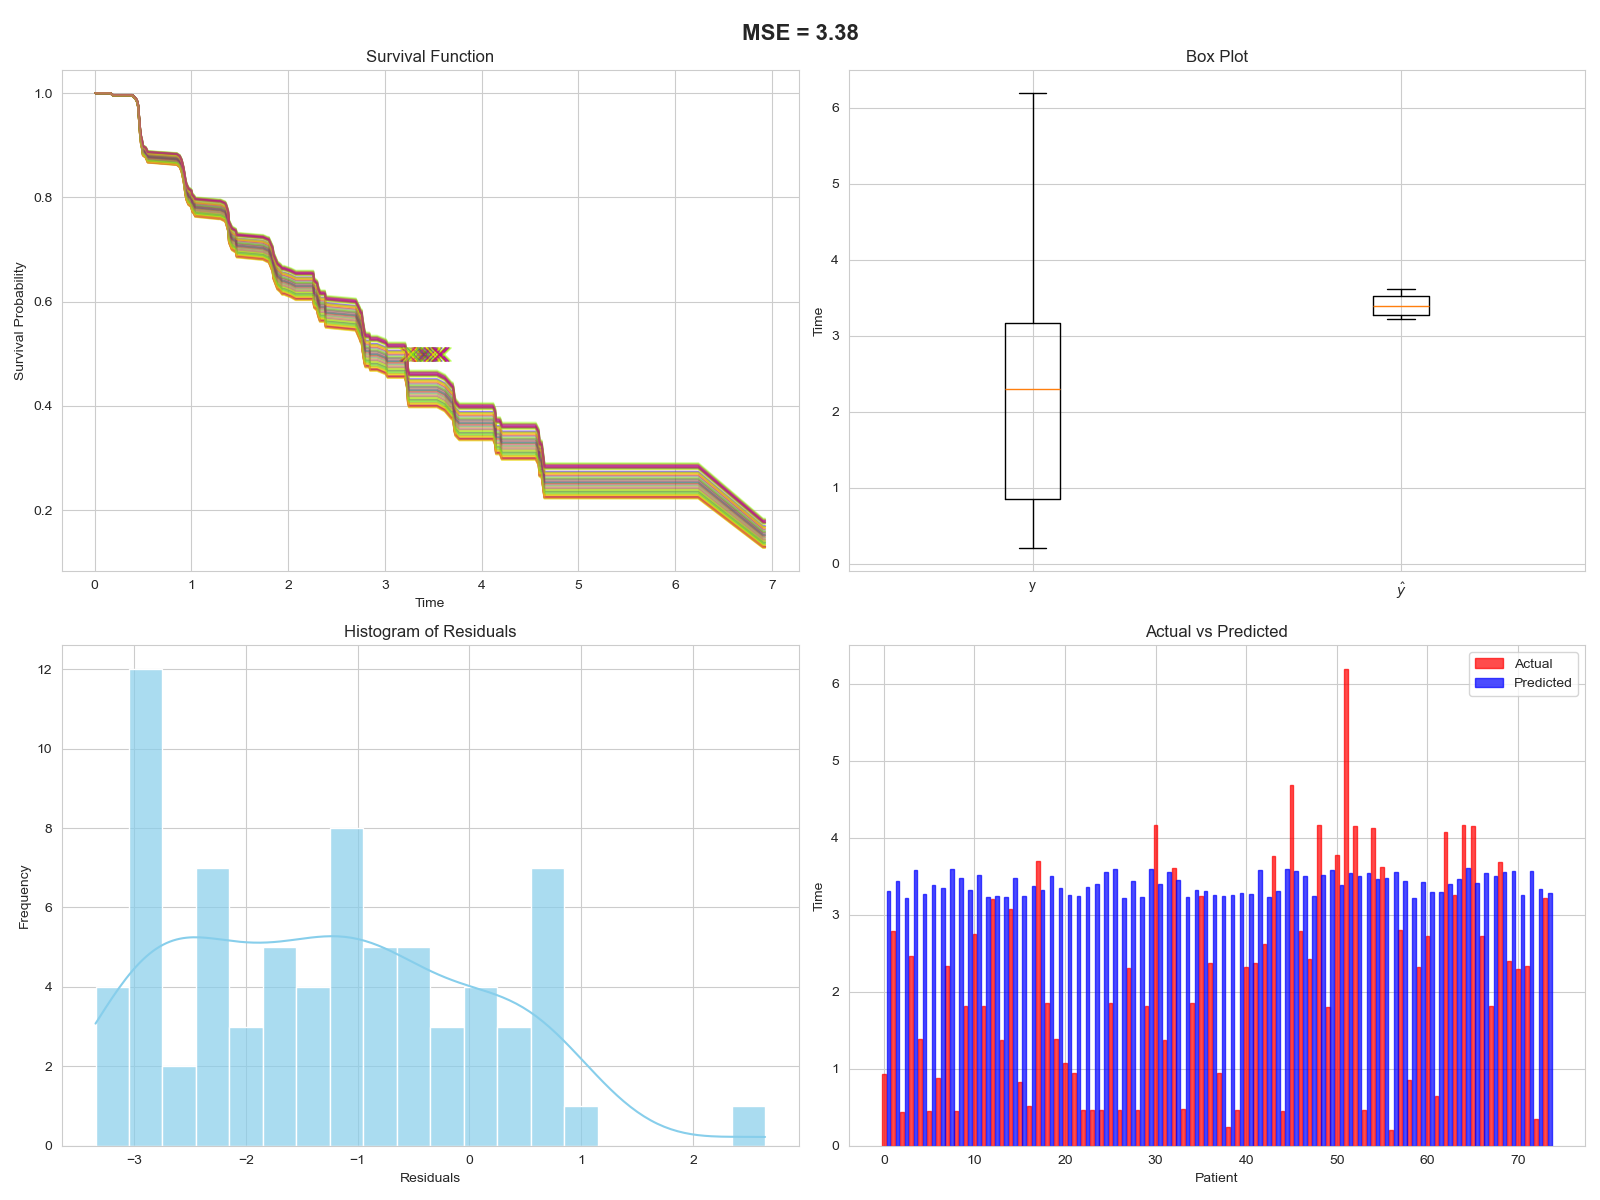 MSE = 3.38
Survival Function
1.0
0.8
0.6
0.4
0.2
Survival Probability
0 1 2 3 4 5 6 7
Time
Box Plot
6
5
4
3
2
1
0
Time
y ŷ
Histogram of Residuals
12
10
8
6
4
2
0
Frequency
−3 −2 −1 0 1 2
Residuals
Actual vs Predicted
Actual
Predicted
6
5
4
3
2
1
0
Time
0 10 20 30 40 50 60 70
Patient